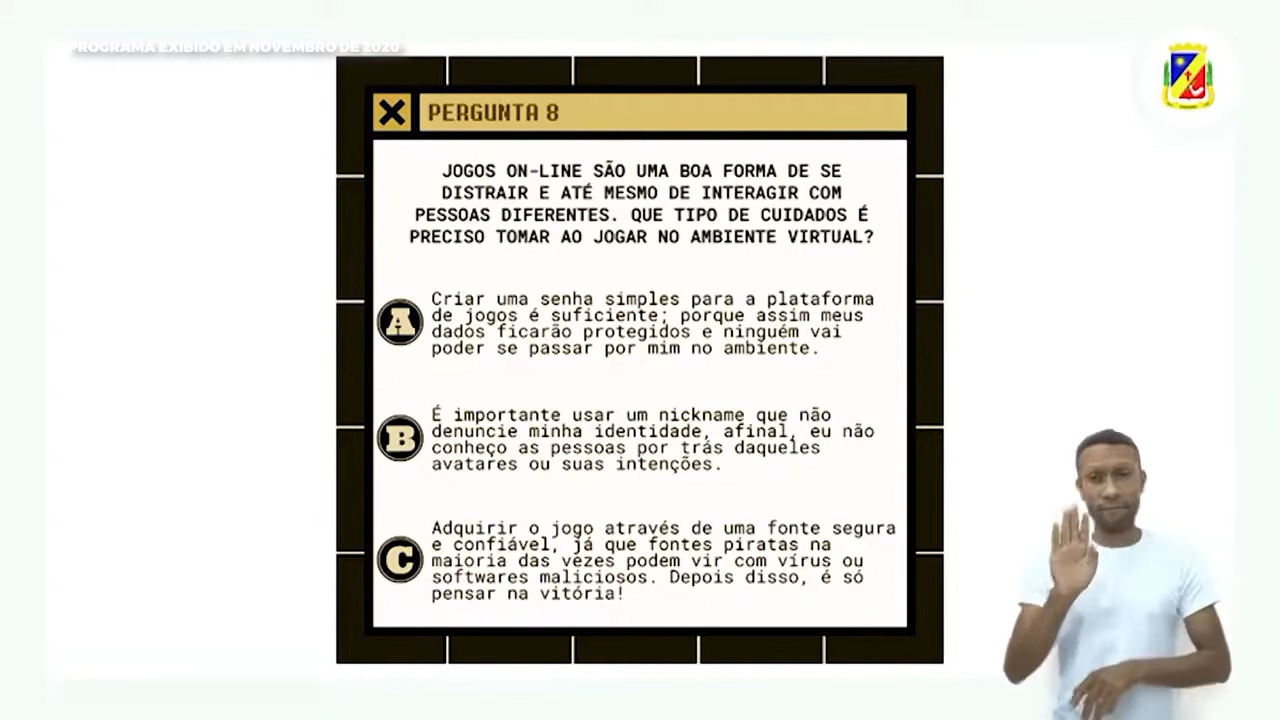 PROGRAMA EXIBIDO EM NOVEMBRO DE 2020
PERGUNTA 8
JOGOS ON-LINE SÃO UMA BOA FORMA DE SE
DISTRAIR E ATÉ MESMO DE INTERAGIR COM
PESSOAS DIFERENTES. QUE TIPO DE CUIDADOS É
PRECISO TOMAR AO JOGAR NO AMBIENTE VIRTUAL?
A
Criar uma senha simples para a plataforma
de jogos é suficiente; porque assim meus
dados ficarão protegidos e ninguém vai
poder se passar por mim no ambiente.
B
É importante usar um nickname que não
denuncie minha identidade, afinal, eu não
conheço as pessoas por trás daqueles
avatares ou suas intenções.
C
Adquirir o jogo através de uma fonte segura
e confiável, já que fontes piratas na
maioria das vezes podem vir com vírus ou
softwares maliciosos. Depois disso, é só
pensar na vitória!